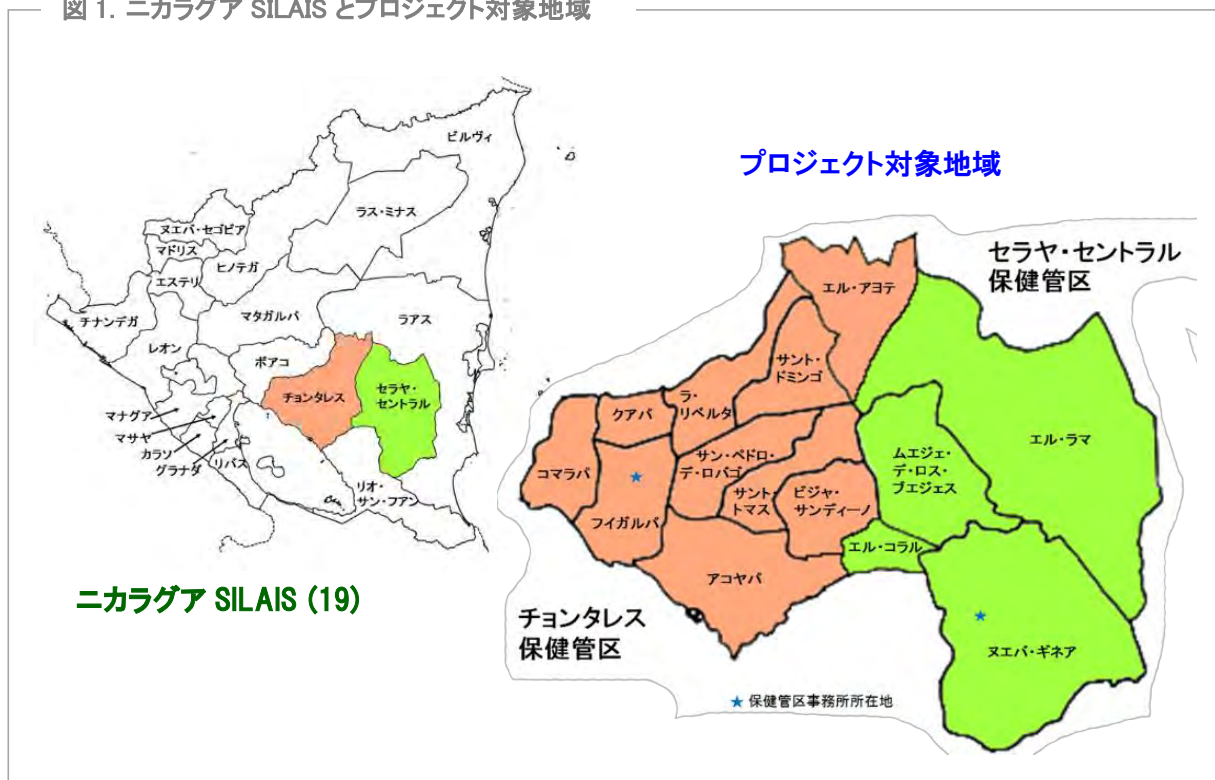 図 1. ニカラグア SILAIS とプロジェクト対象地域
ビルヴィ
ラス・ミナス
ヌエバ・セゴビア
マドリス
ヒノテガ
エステリ
チナンデガ
マタガルパ
ラアス
レオン
ボアコ
チョンタレス
セラヤ・
セントラル
マナグア
マサヤ
カラソ
グラナダ
リバス
リオ・
サン・フアン
ニカラグア SILAIS (19)
プロジェクト対象地域
セラヤ・セントラル
保健管区
エル・アヨテ
サント・
ドミンゴ
ラ・
リベルタ
クアパ
コマラパ
サン・ペドロ・
デ・ロバゴ
サント・
トマス
ビジャ・
サンディーノ
フイガルパ
アコヤパ
エル・ラマ
ムエジェ・
デ・ロス・
ブエジェス
エル・コラル
ヌエバ・ギネア
チョンタレス
保健管区
★ 保健管区事務所所在地